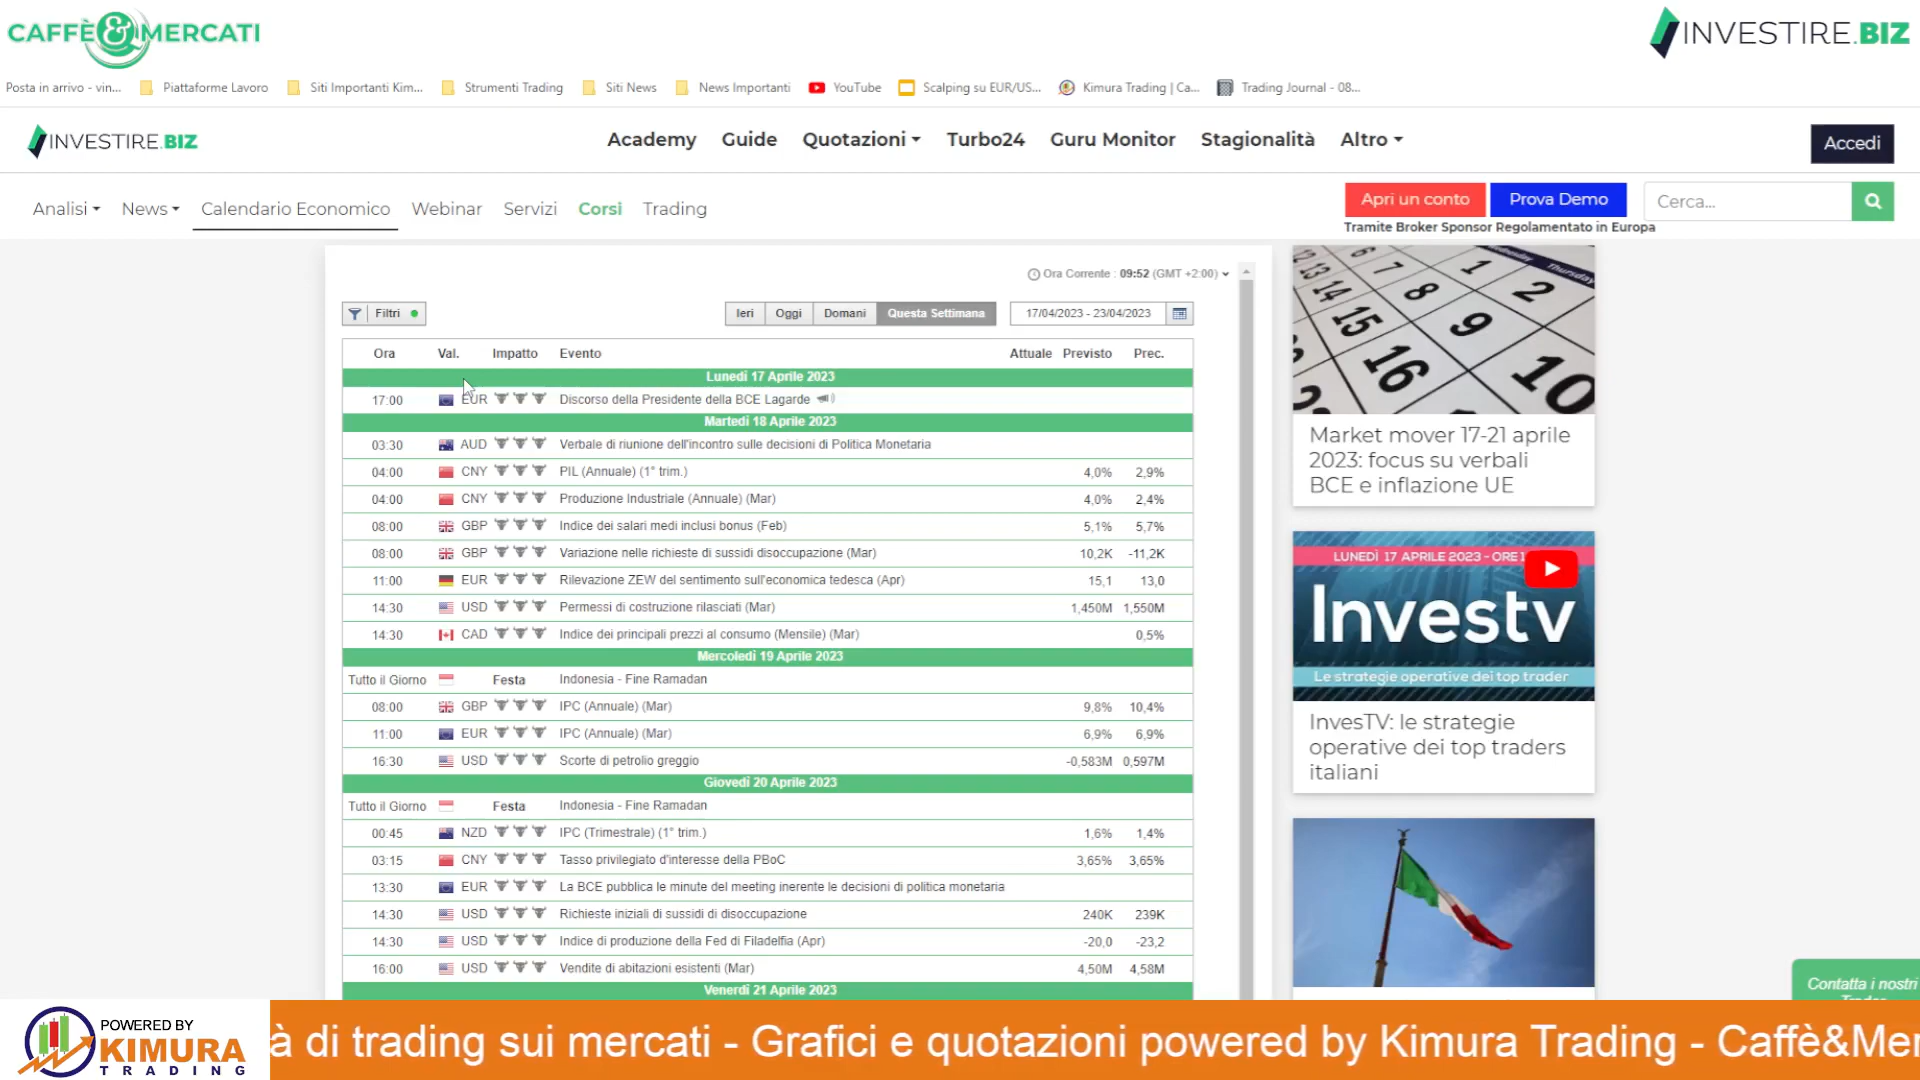 CAFFÈ&MERCATI
INVESTIRE.BIZ
Posta in arrivo - vin... Piattaforme Lavoro Siti Importanti Kim... Strumenti Trading Siti News News Importanti YouTube Scalping su EUR/US... Kimura Trading | Ca... Trading Journal - 08...
INVESTIRE.BIZ Academy Guide Quotazioni Turbo24 Guru Monitor Stagionalità Altro Accedi
Analisi News Calendario Economico Webinar Servizi Corsi Trading Apri un conto Prova Demo Cerca...
Tramite Broker Sponsor Regolamentato in Europa
Ora Corrente : 09:52 (GMT +2:00)
Filtri Ieri Oggi Domani Questa Settimana 17/04/2023 - 23/04/2023
Ora Val. Impatto Evento Attuale Previsto Prec.
Lunedì 17 Aprile 2023
17:00 EUR Discorso della Presidente della BCE Lagarde
Martedì 18 Aprile 2023
03:30 AUD Verbale di riunione dell'incontro sulle decisioni di Politica Monetaria
04:00 CNY PIL (Annuale) (1° trim.) 4,0% 2,9%
04:00 CNY Produzione Industriale (Annuale) (Mar) 4,0% 2,4%
08:00 GBP Indice dei salari medi inclusi bonus (Feb) 5,1% 5,7%
08:00 GBP Variazione nelle richieste di sussidi disoccupazione (Mar) 10,2K -11,2K
11:00 EUR Rilevazione ZEW del sentimento sull'economica tedesca (Apr) 15,1 13,0
14:30 USD Permessi di costruzione rilasciati (Mar) 1,450M 1,550M
14:30 CAD Indice dei principali prezzi al consumo (Mensile) (Mar) 0,5%
Mercoledì 19 Aprile 2023
Tutto il Giorno Festa Indonesia - Fine Ramadan
08:00 GBP IPC (Annuale) (Mar) 9,8% 10,4%
11:00 EUR IPC (Annuale) (Mar) 6,9% 6,9%
16:30 USD Scorte di petrolio greggio -0,583M 0,597M
Giovedì 20 Aprile 2023
Tutto il Giorno Festa Indonesia - Fine Ramadan
00:45 NZD IPC (Trimestrale) (1° trim.) 1,6% 1,4%
03:15 CNY Tasso privilegiato d'interesse della PBoC 3,65% 3,65%
13:30 EUR La BCE pubblica le minute del meeting inerente le decisioni di politica monetaria
14:30 USD Richieste iniziali di sussidi di disoccupazione 240K 239K
14:30 USD Indice di produzione della Fed di Filadelfia (Apr) -20,0 -23,2
16:00 USD Vendite di abitazioni esistenti (Mar) 4,50M 4,58M
Venerdì 21 Aprile 2023
Thursday
12 13 6 7 1
14 8 2
15 9
16 10
Market mover 17-21 aprile
2023: focus su verbali
BCE e inflazione UE
LUNEDÌ 17 APRILE 2023 - ORE 1
Investv
Le strategie operative dei top trader
InvesTV: le strategie
operative dei top traders
italiani
Contatta i nostri
POWERED BY
KIMURA
TRADING
à di trading sui mercati - Grafici e quotazioni powered by Kimura Trading - Caffè&Mer